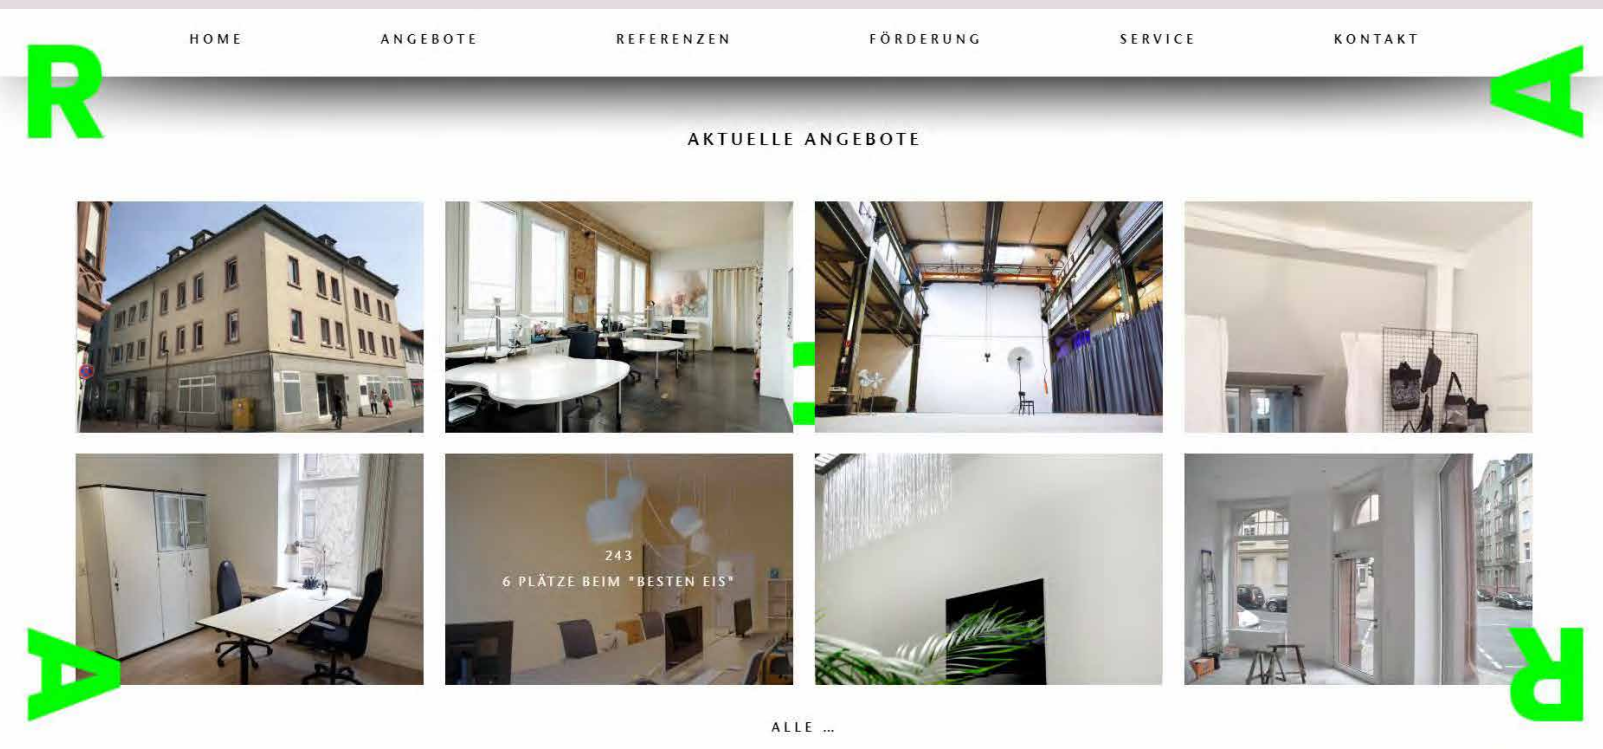 HOME
ANGEBOTE
REFERENZEN
FÖRDERUNG
SERVICE
KONTAKT
R
A
AKTUELLE ANGEBOTE
243
6 PLÄTZE BEIM "BESTEN EIS"
A
R
ALLE ...